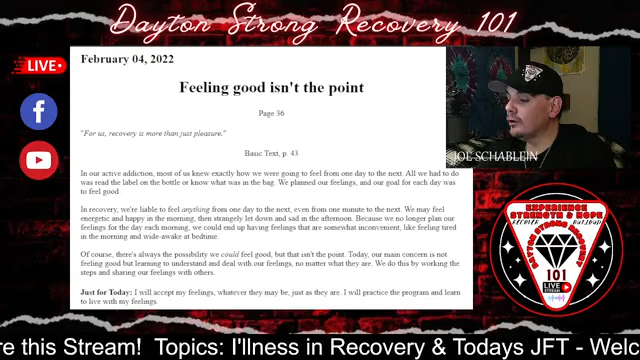 Dayton Strong Recovery 101
LIVE
February 04, 2022
Feeling good isn't the point
Page 36
"For us, recovery is more than just pleasure."
Basic Text, p. 43
In our active addiction, most of us knew exactly how we were going to feel from one day to the next. All we had to do
was read the label on the bottle or know what was in the bag. We planned our feelings, and our goal for each day was
to feel good.
In recovery, we're liable to feel anything from one day to the next, even from one minute to the next. We may feel
energetic and happy in the morning, then strangely let down and sad in the afternoon. Because we no longer plan our
feelings for the day each morning, we could end up having feelings that are somewhat inconvenient, like feeling tired
in the morning and wide-awake at bedtime.
Of course, there's always the possibility we could feel good, but that isn't the point. Today, our main concern is not
feeling good but learning to understand and deal with our feelings, no matter what they are. We do this by working the
steps and sharing our feelings with others.
Just for Today: I will accept my feelings, whatever they may be, just as they are. I will practice the program and learn
to live with my feelings.
JOE SCHABLEIN
EXPERIENCE
STRENGTH & HOPE
RECOVER OUTLOUD
DAYTON STRONG RECOVERY
101
LIVE
STREAM
re this Stream! Topics: I'llness in Recovery & Todays JFT - Welc